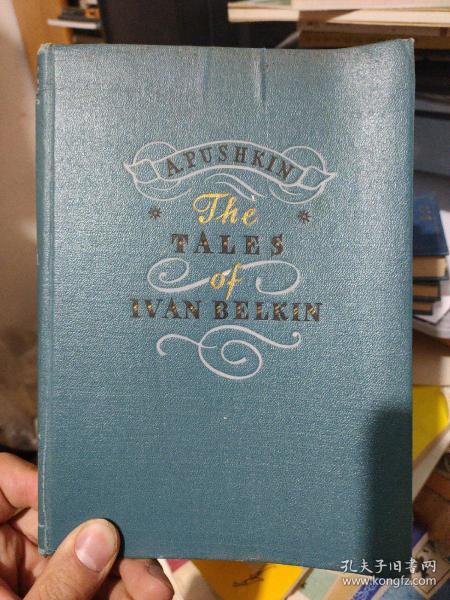 A. PUSHKIN
The
TALES
of
IVAN BELKIN
孔夫子旧书网
www.kongfz.com